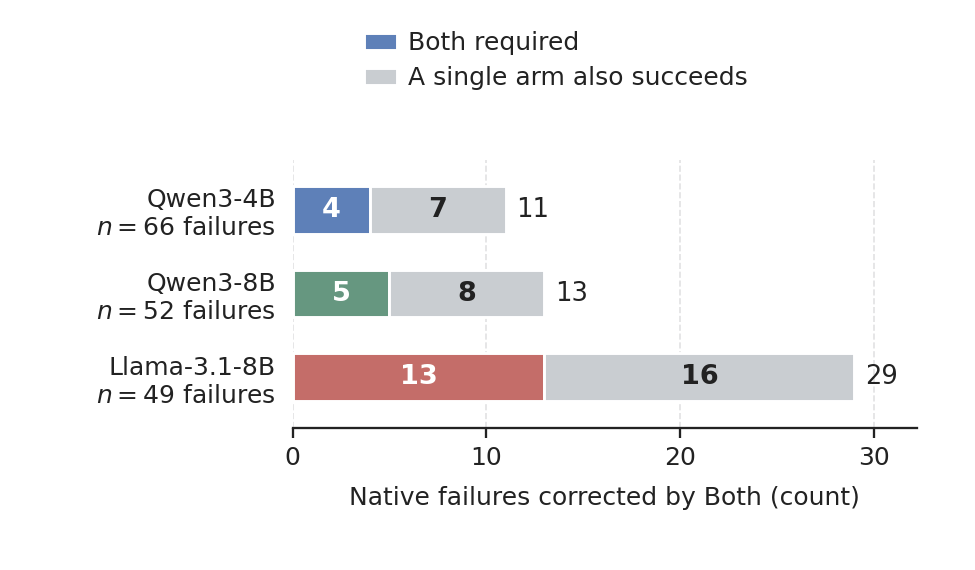 Both required
A single arm also succeeds
Qwen3-4B
n = 66 failures
4
7
11
Qwen3-8B
n = 52 failures
5
8
13
Llama-3.1-8B
n = 49 failures
13
16
29
0
10
20
30
Native failures corrected by Both (count)